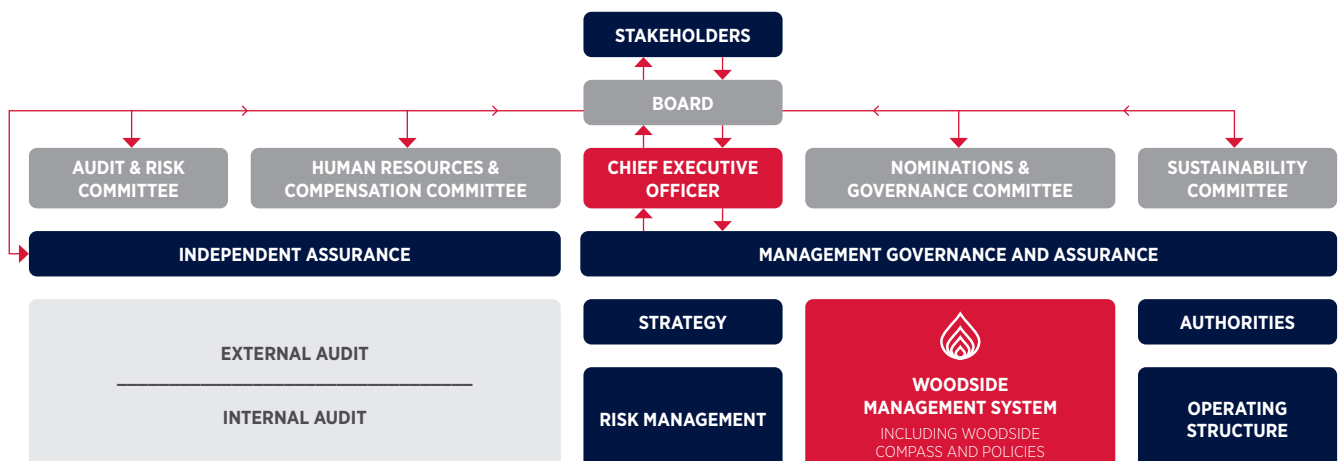 STAKEHOLDERS
BOARD
AUDIT & RISK
COMMITTEE
HUMAN RESOURCES &
COMPENSATION COMMITTEE
CHIEF EXECUTIVE
OFFICER
NOMINATIONS &
GOVERNANCE COMMITTEE
SUSTAINABILITY
COMMITTEE
INDEPENDENT ASSURANCE
MANAGEMENT GOVERNANCE AND ASSURANCE
EXTERNAL AUDIT
INTERNAL AUDIT
STRATEGY
RISK MANAGEMENT
WOODSIDE
MANAGEMENT SYSTEM
INCLUDING WOODSIDE
COMPASS AND POLICIES
AUTHORITIES
OPERATING
STRUCTURE